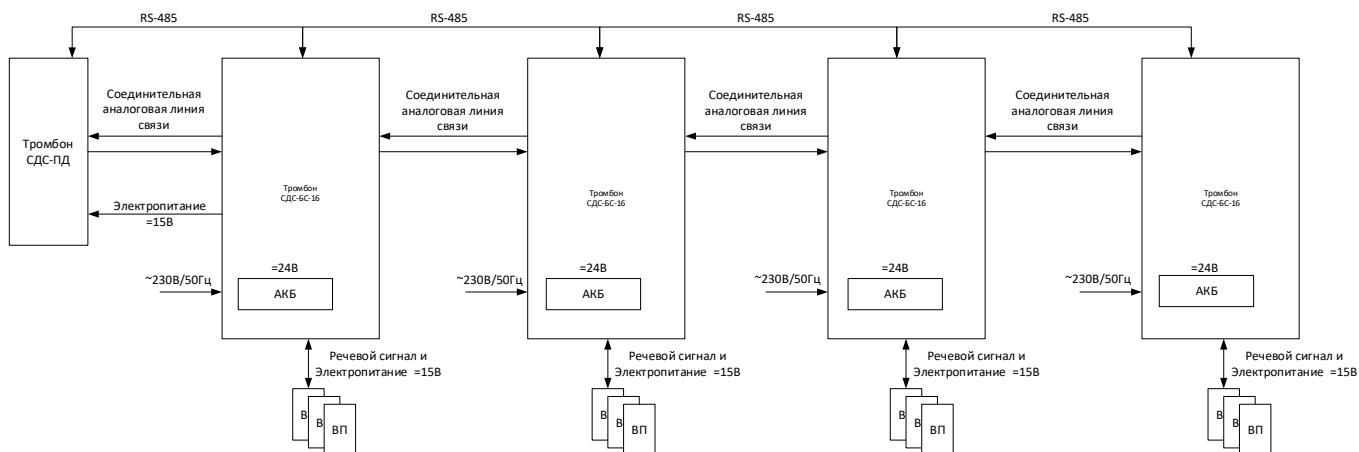 RS-485
RS-485
RS-485
RS-485
Соединительная
аналоговая линия
связи
Соединительная
аналоговая линия
связи
Соединительная
аналоговая линия
связи
Соединительная
аналоговая линия
связи
Тромбон
СДС-ПД
Тромбон
СДС-БС-16
Тромбон
СДС-БС-16
Тромбон
СДС-БС-16
Тромбон
СДС-БС-16
Электропитание
=15В
~230В/50Гц
=24В
АКБ
~230В/50Гц
=24В
АКБ
~230В/50Гц
=24В
АКБ
~230В/50Гц
=24В
АКБ
Речевой сигнал и
Электропитание =15В
Речевой сигнал и
Электропитание =15В
Речевой сигнал и
Электропитание =15В
Речевой сигнал и
Электропитание =15В
В
В
ВП
В
В
ВП
В
В
ВП
В
В
ВП